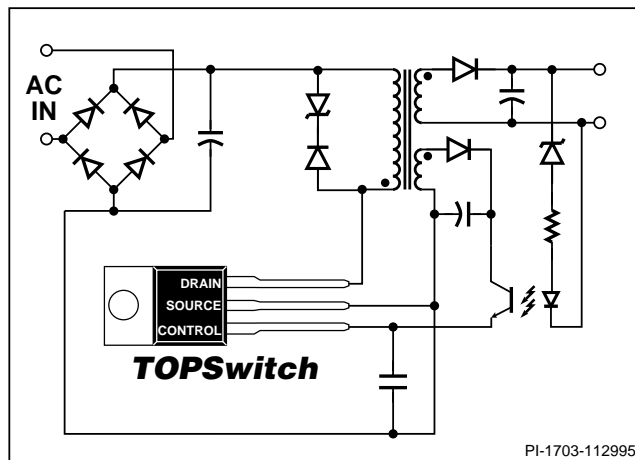 AC
IN
DRAIN
SOURCE
CONTROL
TOPSwitch
PI-1703-112995